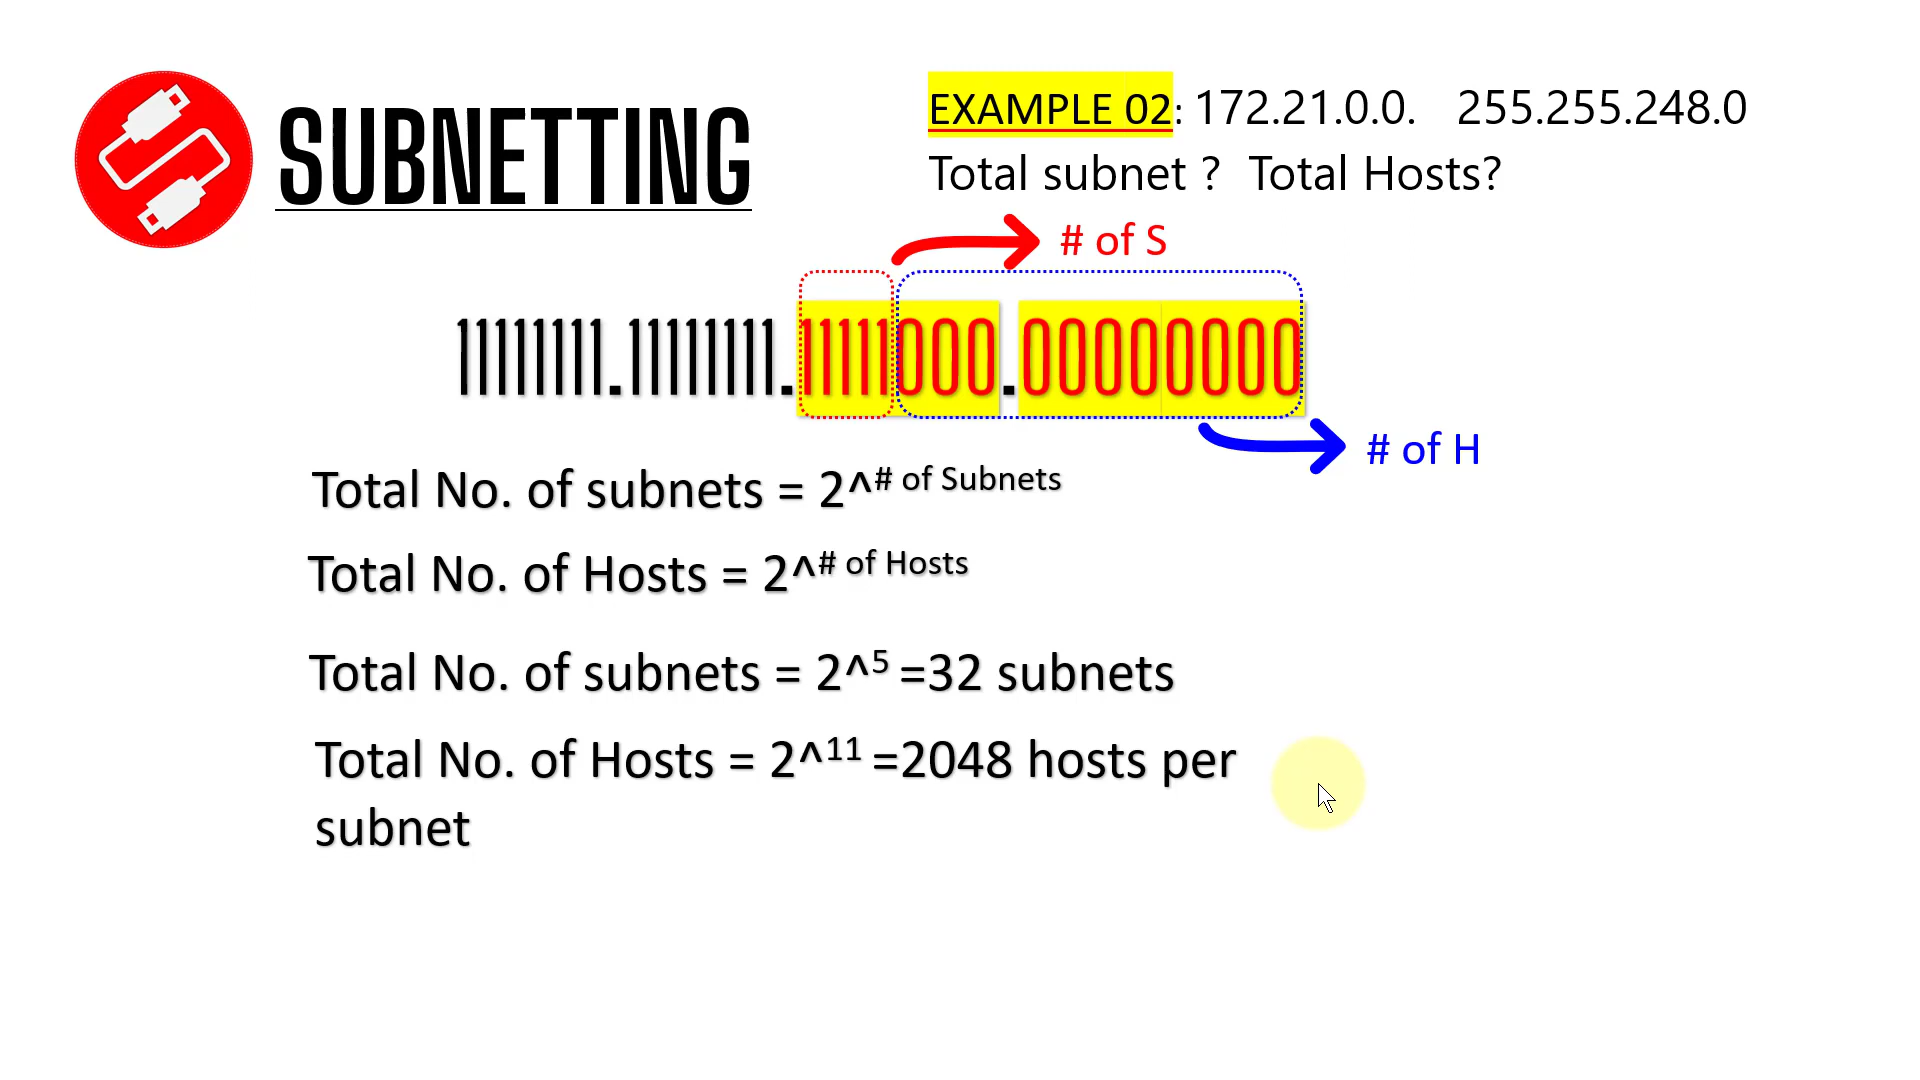 SUBNETTING
EXAMPLE 02: 172.21.0.0. 255.255.248.0
Total subnet ? Total Hosts?
# of S
11111111.11111111.11111000.00000000
# of H
Total No. of subnets = 2^# of Subnets
Total No. of Hosts = 2^# of Hosts
Total No. of subnets = 2^5 =32 subnets
Total No. of Hosts = 2^11 =2048 hosts per
subnet